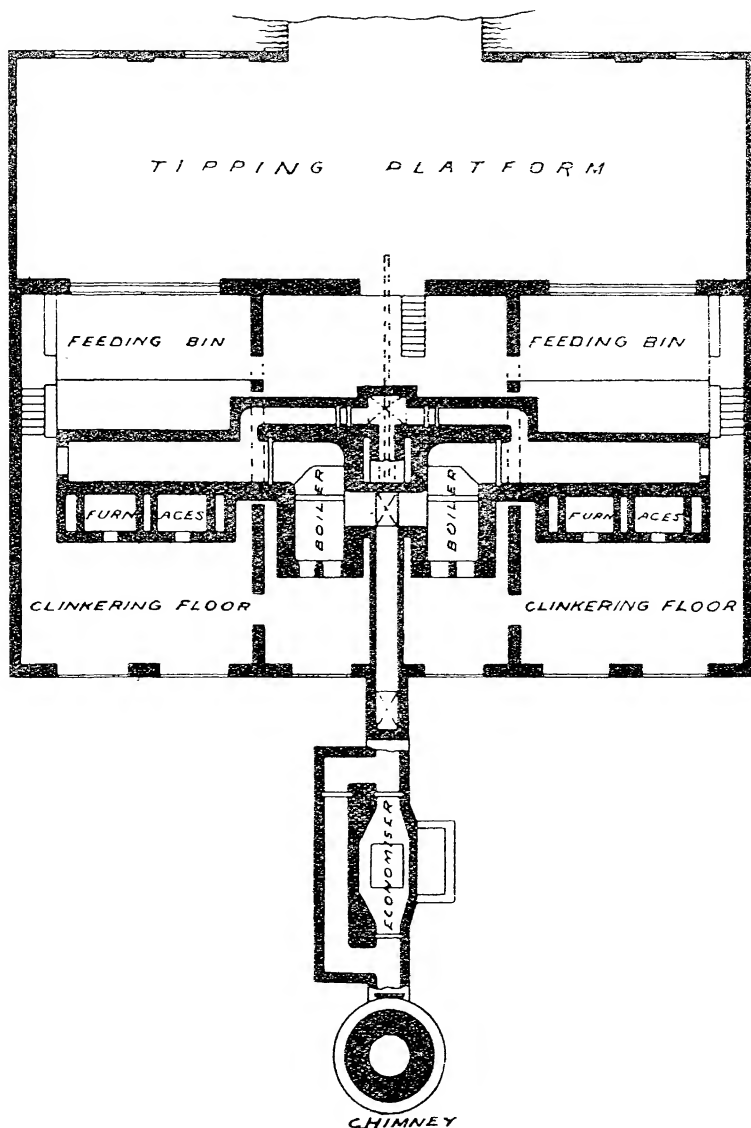 TIPPING PLATFORM
FEEDING BIN FEEDING BIN
BOILER BOILER
FURN ACES FURN ACES
CLINKERING FLOOR CLINKERING FLOOR
ECONOMISER
CHIMNEY